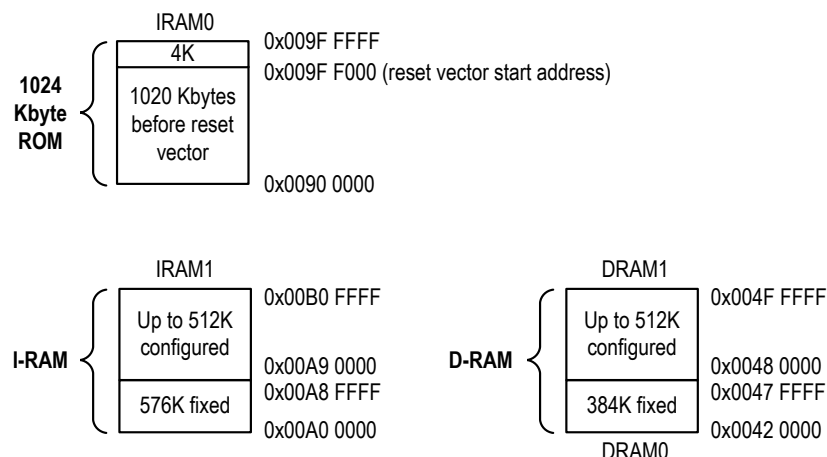 IRAM0
4K
0x009F FFFF
0x009F F000 (reset vector start address)
1024
Kbyte
ROM
1020 Kbytes
before reset
vector
0x0090 0000
IRAM1
0x00B0 FFFF
Up to 512K
configured
I-RAM
0x00A9 0000
0x00A8 FFFF
576K fixed
0x00A0 0000
DRAM1
0x004F FFFF
Up to 512K
configured
D-RAM
0x0048 0000
0x0047 FFFF
384K fixed
0x0042 0000
DRAM0